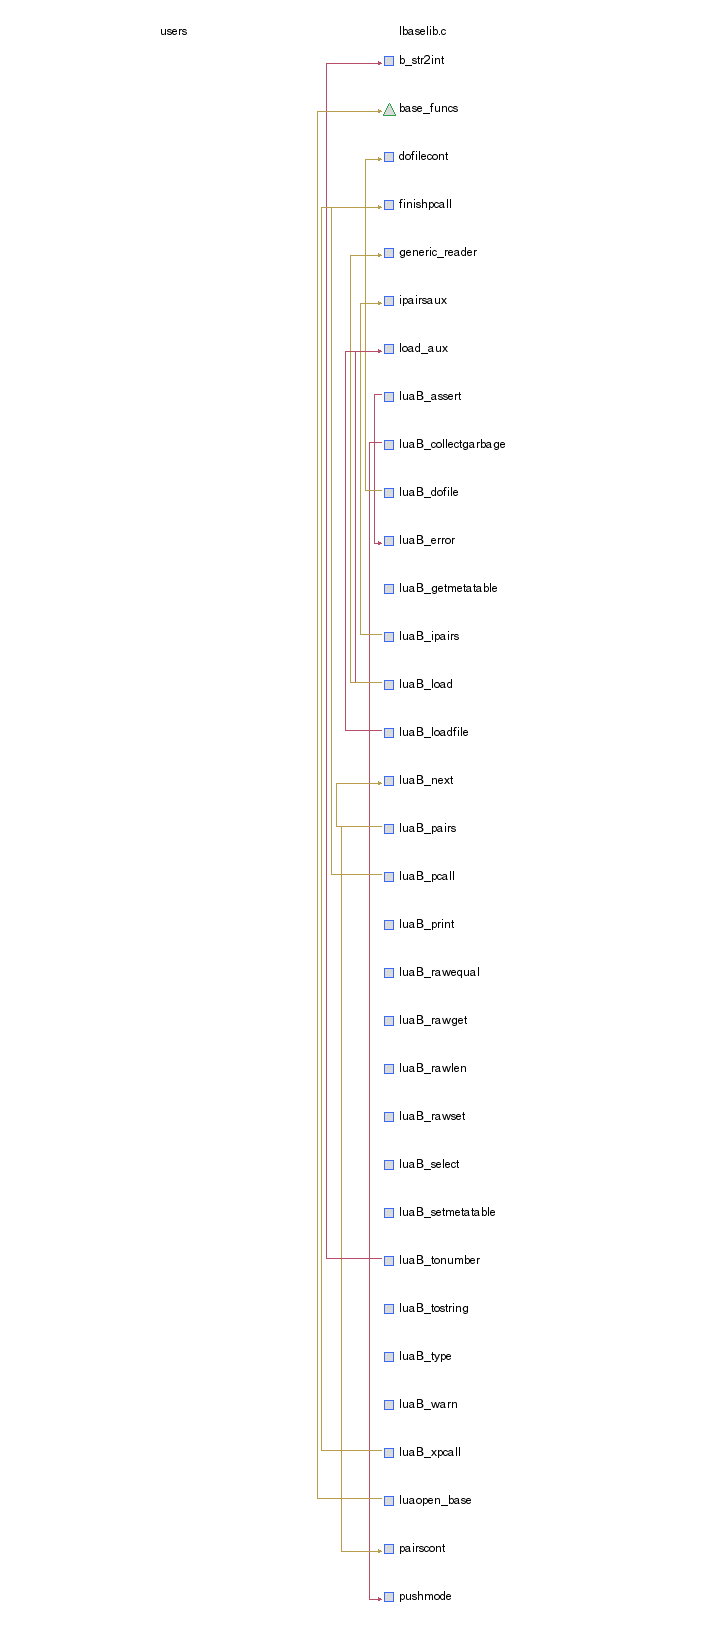 users lbaselib.c
b_str2int
base_funcs
dofilecont
finishpcall
generic_reader
ipairsaux
load_aux
luaB_assert
luaB_collectgarbage
luaB_dofile
luaB_error
luaB_getmetatable
luaB_ipairs
luaB_load
luaB_loadfile
luaB_next
luaB_pairs
luaB_pcall
luaB_print
luaB_rawequal
luaB_rawget
luaB_rawlen
luaB_rawset
luaB_select
luaB_setmetatable
luaB_tonumber
luaB_tostring
luaB_type
luaB_warn
luaB_xpcall
luaopen_base
pairscont
pushmode